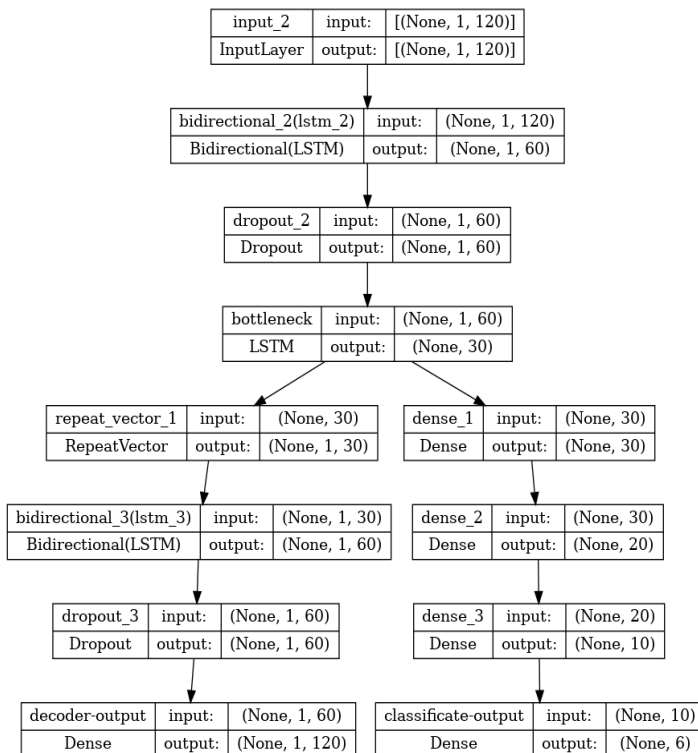 input_2 input: [(None, 1, 120)]
InputLayer output: [(None, 1, 120)]
bidirectional_2(lstm_2) input: (None, 1, 120)
Bidirectional(LSTM) output: (None, 1, 60)
dropout_2 input: (None, 1, 60)
Dropout output: (None, 1, 60)
bottleneck input: (None, 1, 60)
LSTM output: (None, 30)
repeat_vector_1 input: (None, 30)
RepeatVector output: (None, 1, 30)
dense_1 input: (None, 30)
Dense output: (None, 30)
bidirectional_3(lstm_3) input: (None, 1, 30)
Bidirectional(LSTM) output: (None, 1, 60)
dense_2 input: (None, 30)
Dense output: (None, 20)
dropout_3 input: (None, 1, 60)
Dropout output: (None, 1, 60)
dense_3 input: (None, 20)
Dense output: (None, 10)
decoder-output input: (None, 1, 60)
Dense output: (None, 1, 120)
classificate-output input: (None, 10)
Dense output: (None, 6)